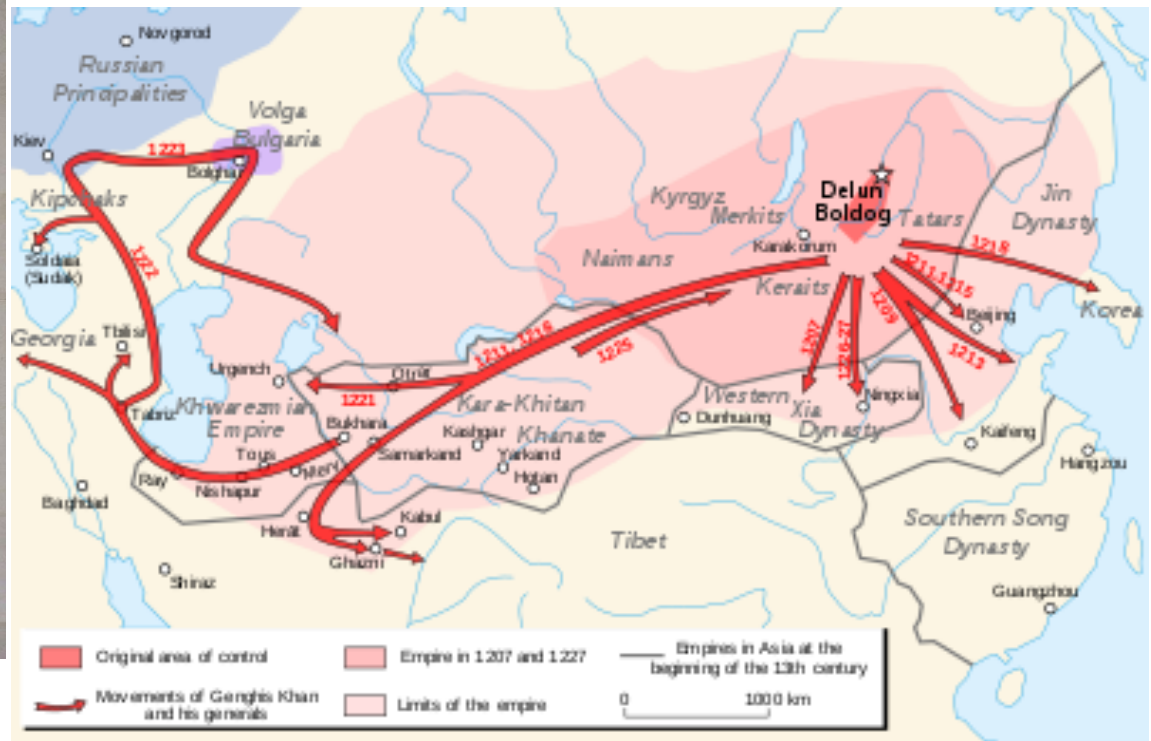 Novgorod
Russian
Principalities
Volga
Bulgaria
Kiev
1223
Bolghar
Kipchaks
Kyrgyz
Merkits
Delun
Boldog
Tatars
Jin
Dynasty
Karakorum
1218
Soldaia
(Sudak)
1222
Naimans
Keraits
1211-1215
Korea
Georgia
Tbilisi
1209
Beijing
1207
1226-27
1213
1211, 1216
1225
Urgench
Otrar
1221
Tabriz
Khwarezmian
Empire
Kara-Khitan
Khanate
Western
Xia
Dynasty
Ningxia
Dunhuang
Bukhara
Kashgar
Samarkand
Yarkand
Kaifeng
Tous
Merv
Hotan
Hangzou
Ray
Nishapur
Baghdad
Herat
Kabul
Ghazni
Tibet
Southern Song
Dynasty
Shiraz
Guangzhou
Original area of control
Empire in 1207 and 1227
Empires in Asia at the
beginning of the 13th century
Movements of Genghis Khan
and his generals
Limits of the empire
0 1000 km